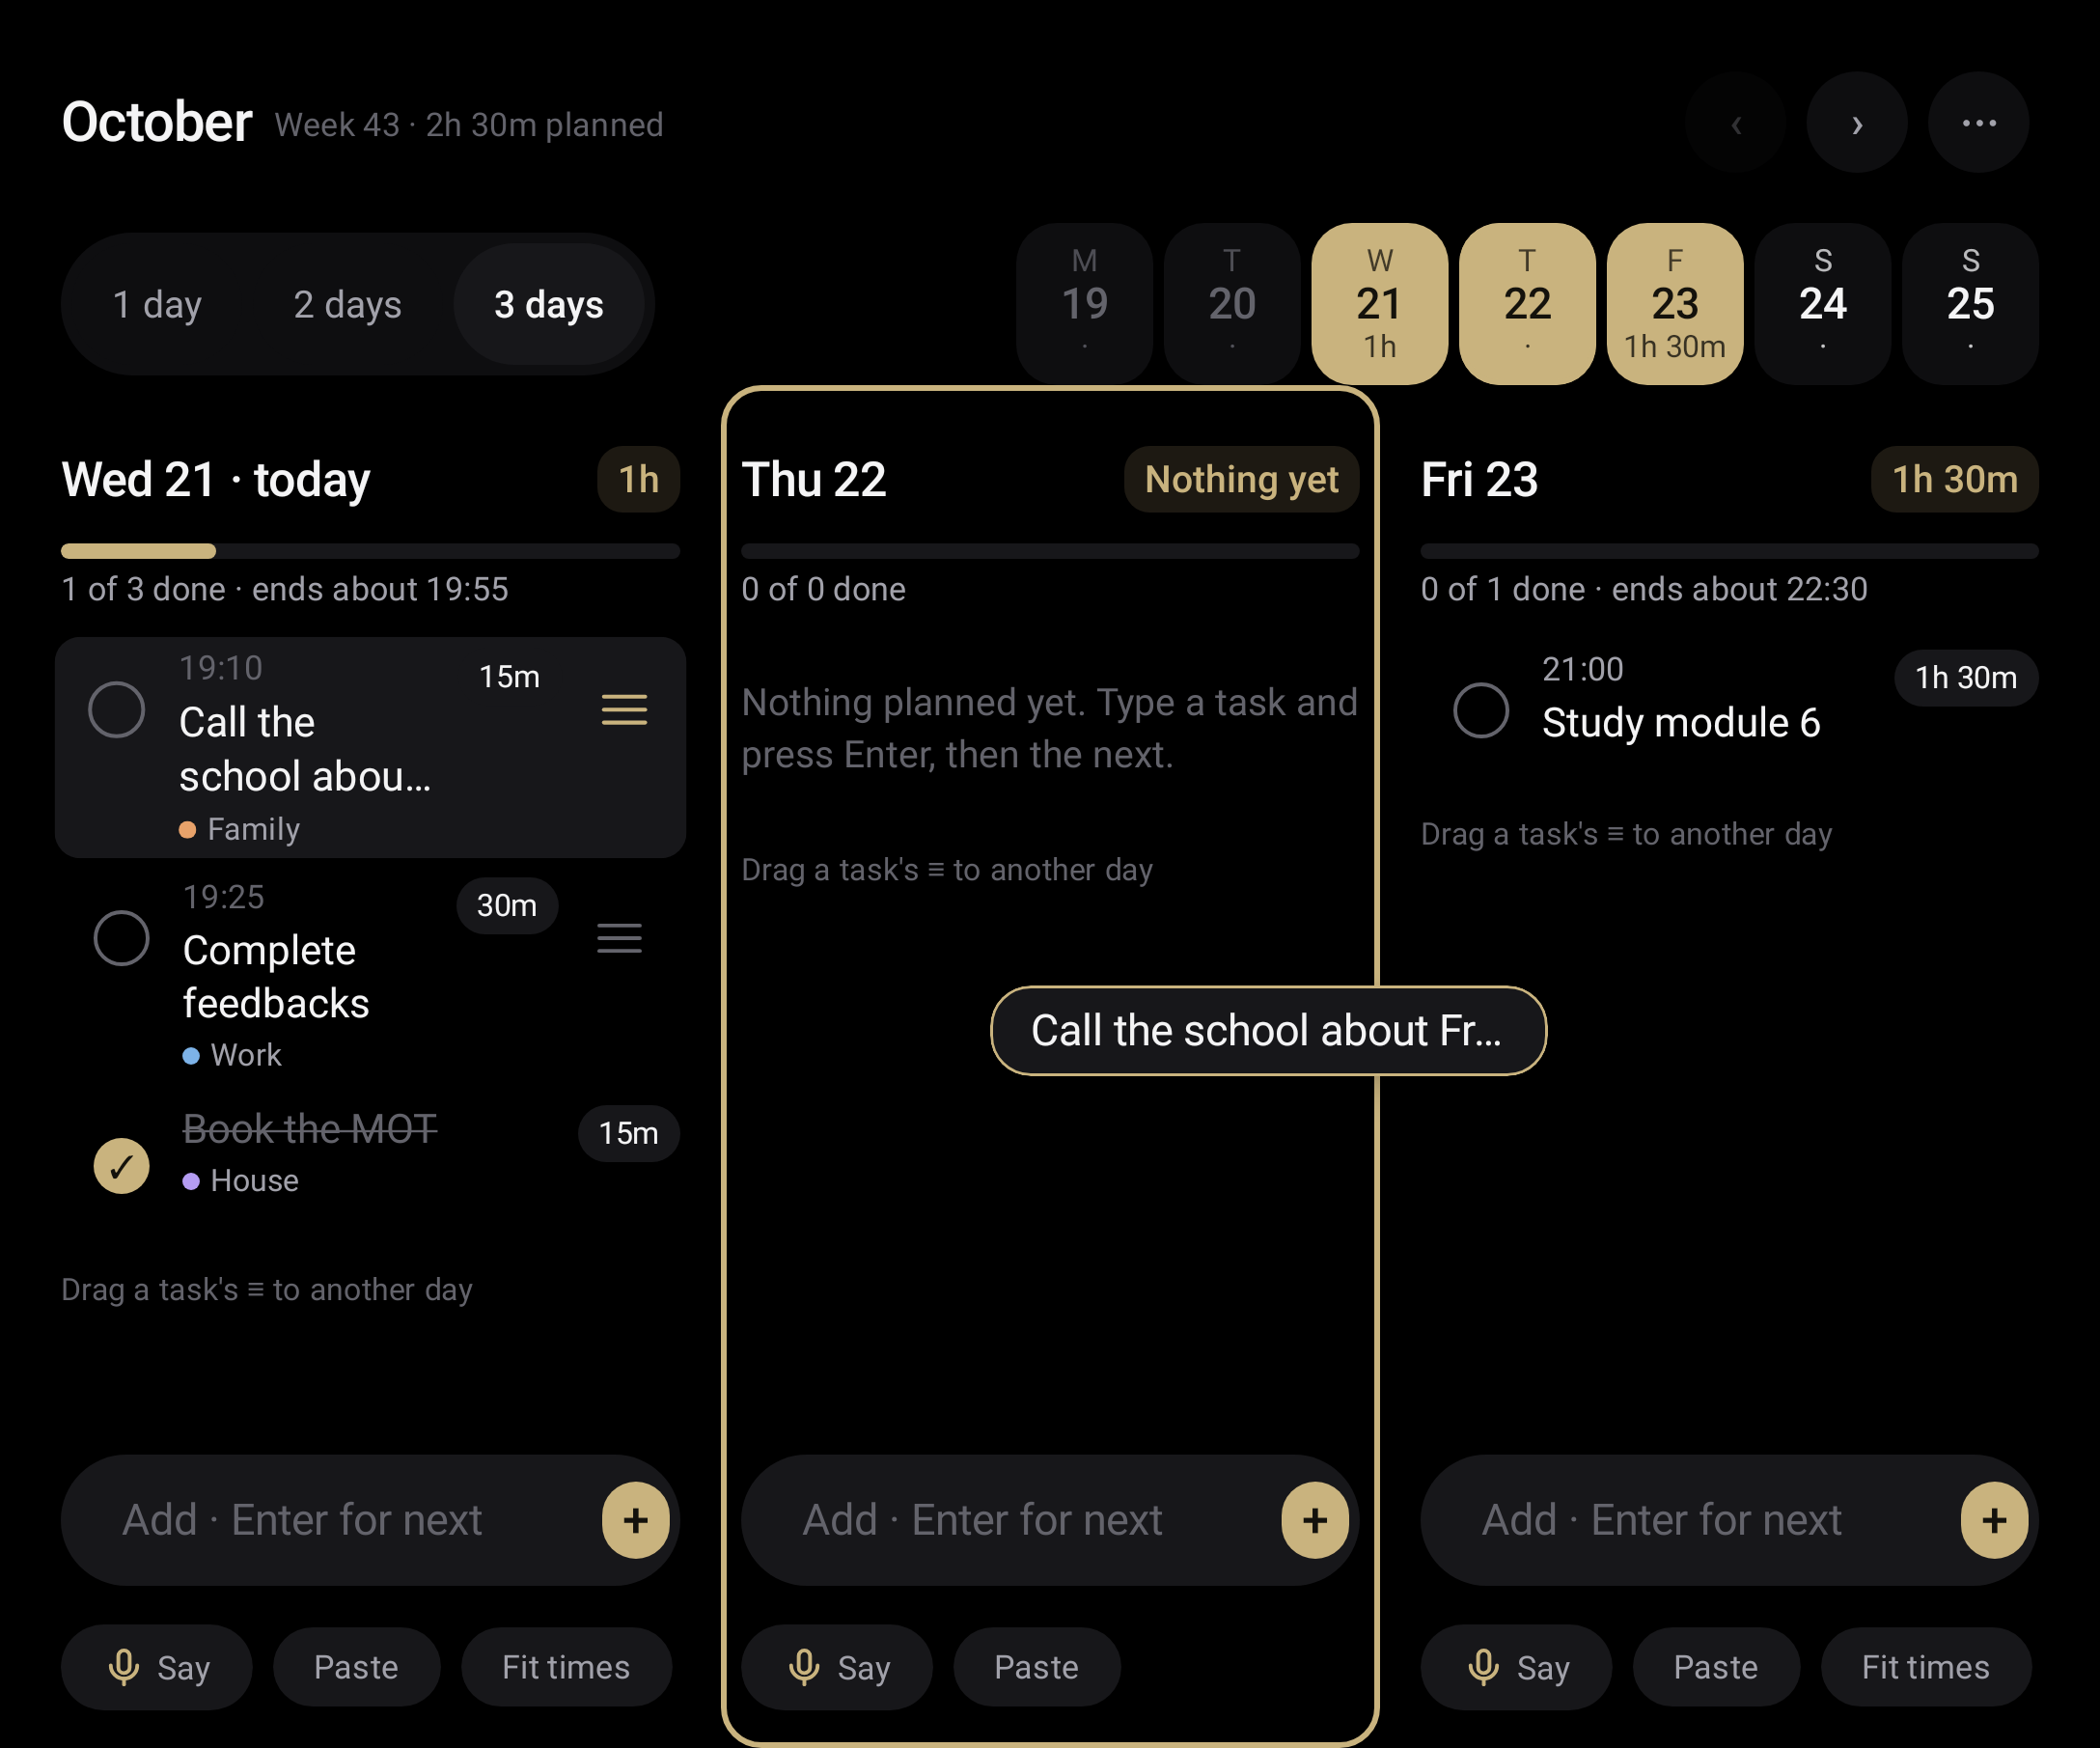 October Week 43 · 2h 30m planned ‹ › ···
1 day 2 days 3 days
M T W T F S S
19 20 21 22 23 24 25
· · 1h · 1h 30m · ·
Wed 21 · today 1h
1 of 3 done · ends about 19:55
19:10 15m
Call the
school abou...
Family
19:25 30m
Complete
feedbacks
Work
Book the MOT 15m
✓
House
Drag a task's ≡ to another day
Add · Enter for next +
Say Paste Fit times
Thu 22 Nothing yet
0 of 0 done
Nothing planned yet. Type a task and
press Enter, then the next.
Drag a task's ≡ to another day
Call the school about Fr...
Add · Enter for next +
Say Paste
Fri 23 1h 30m
0 of 1 done · ends about 22:30
21:00 1h 30m
Study module 6
Drag a task's ≡ to another day
Add · Enter for next +
Say Paste Fit times